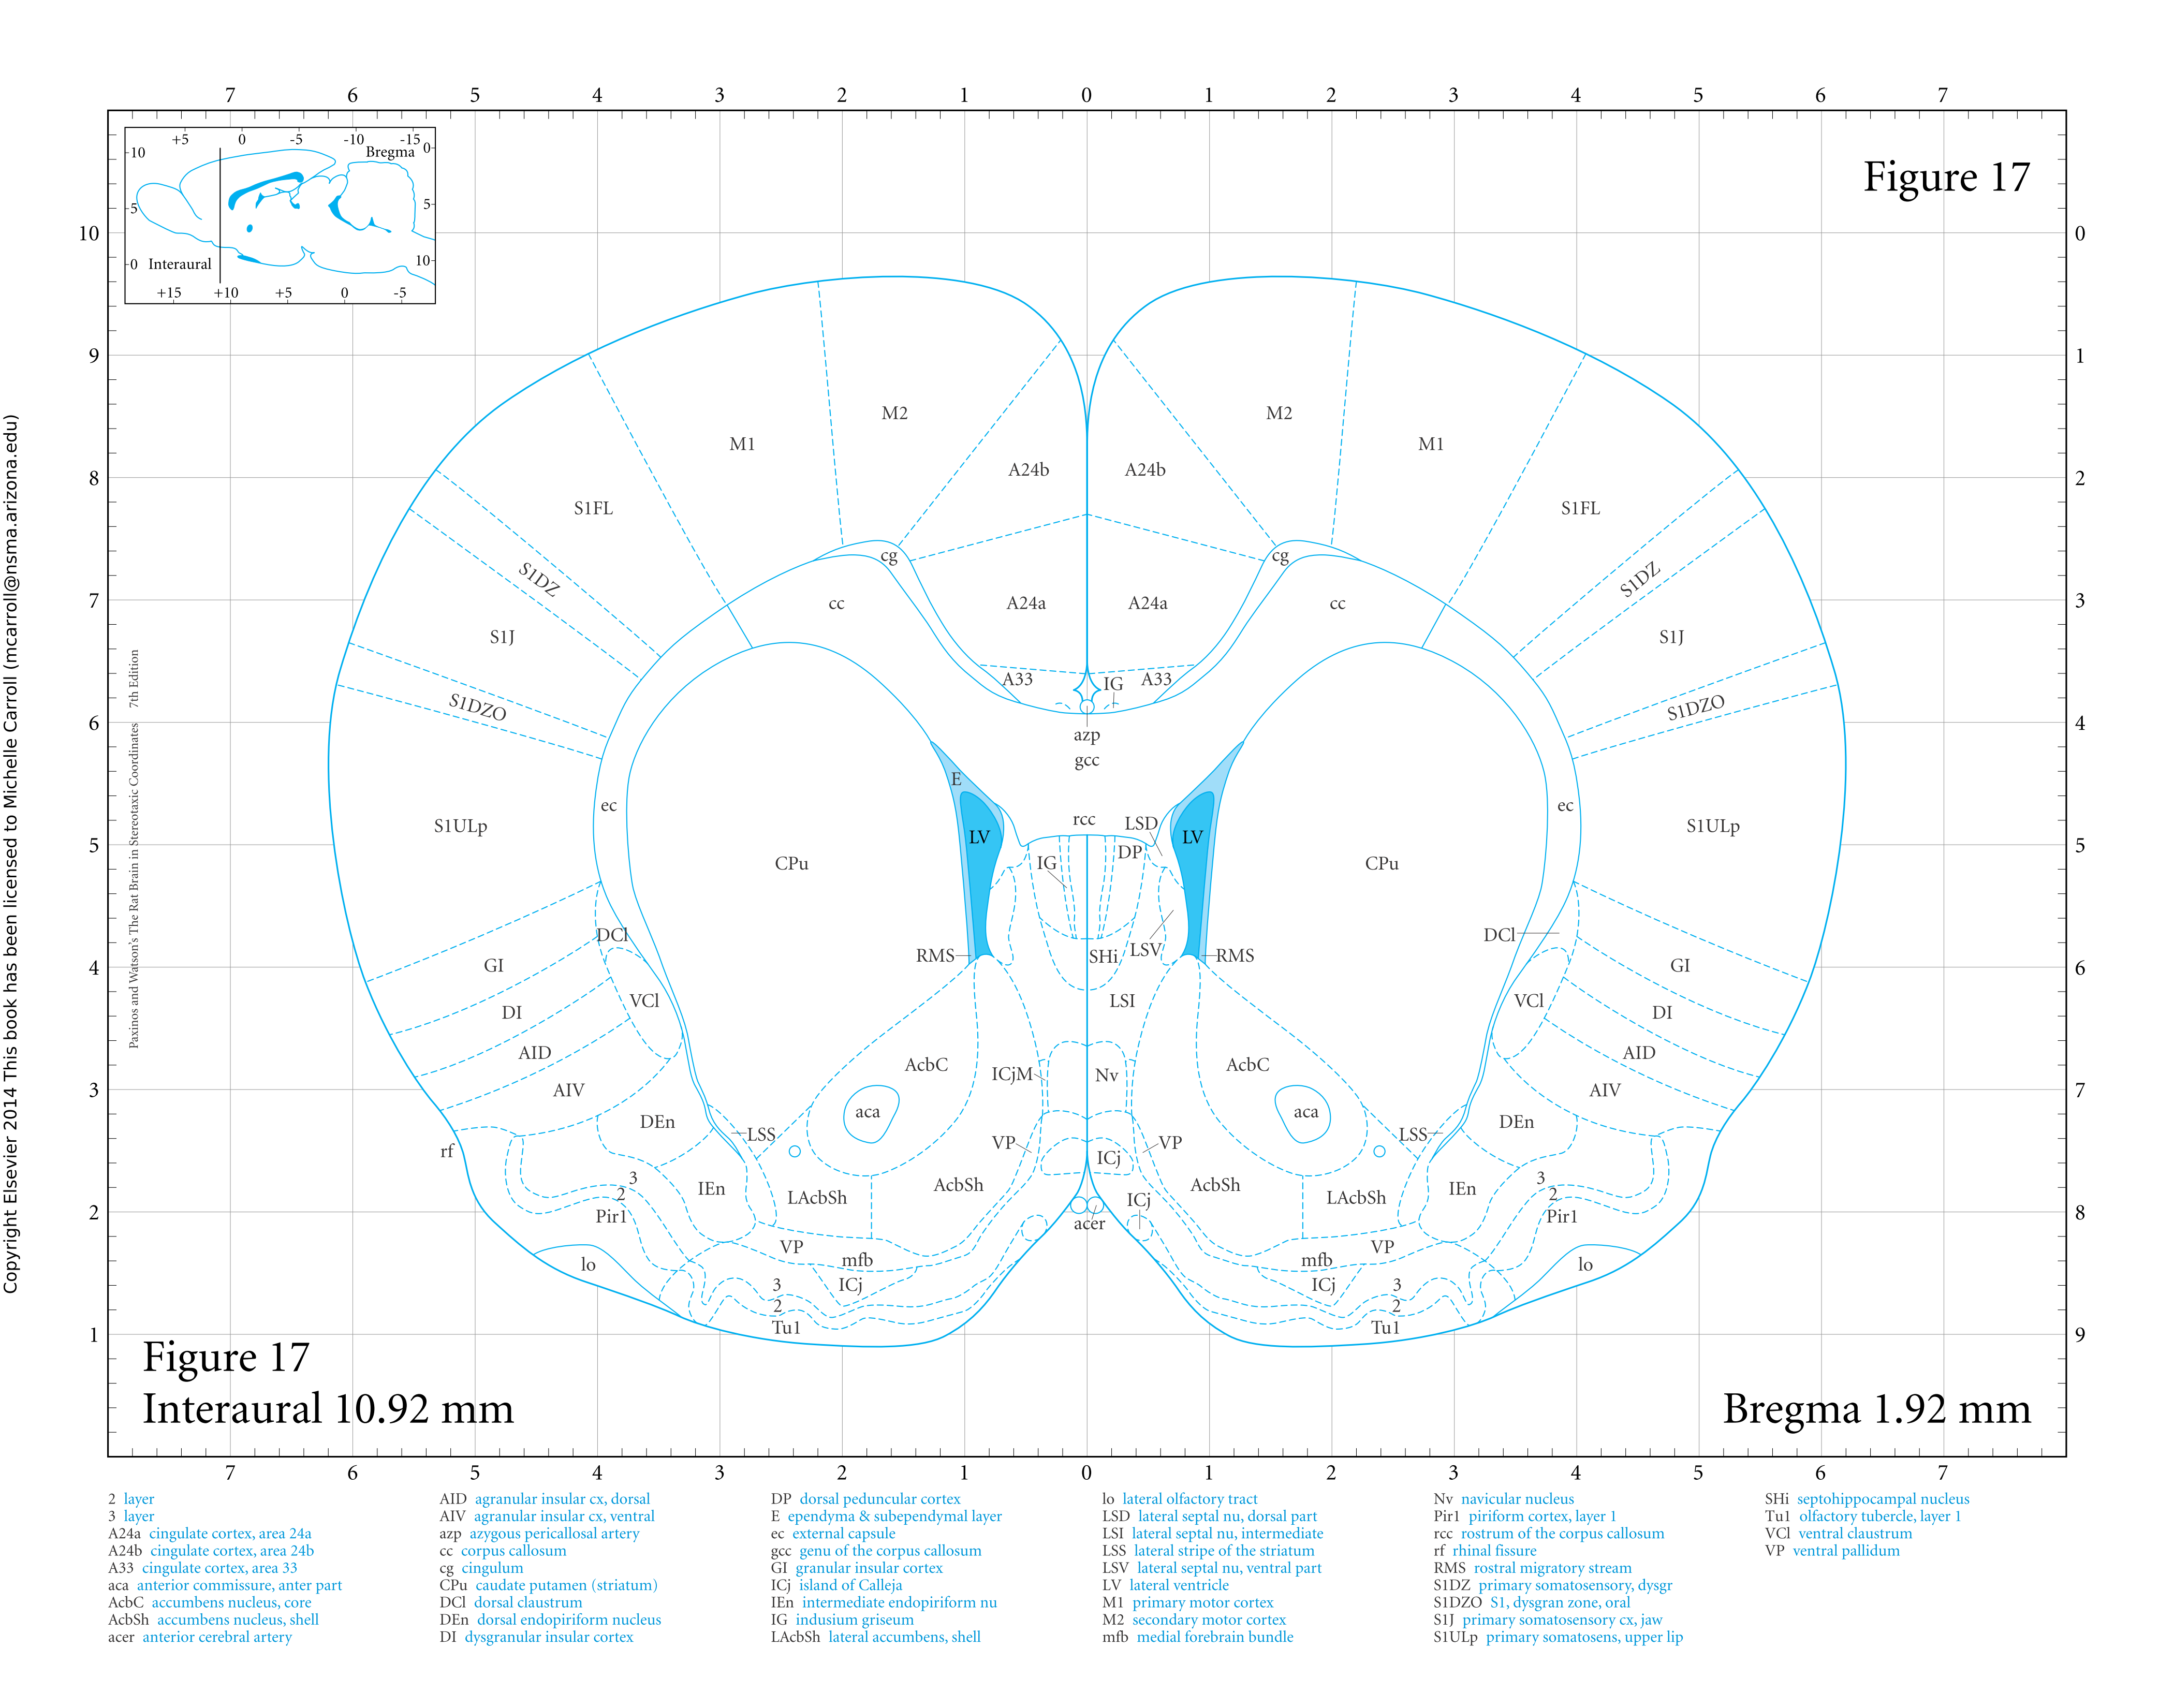 7 6 5 4 3 2 1 0 1 2 3 4 5 6 7
+5 0 -5 -10 -15
Bregma 0
10
5 5
10
0 Interaural
+15 +10 +5 0 -5
Figure 17
10 0
9 1
8 2
7 3
6 4
5 5
4 6
3 7
2 8
1 9
M2 M2
M1 M1
A24b A24b
S1FL S1FL
cg cg
S1DZ S1DZ
cc A24a A24a cc
S1J S1J
A33 IG A33
S1DZO S1DZO
azp
gcc
E
ec ec
rcc LSD
S1ULp LV LV S1ULp
DP
CPu IG CPu
DCl DCl
RMS SHi LSV RMS
GI GI
VCl LSI VCl
DI DI
AID AID
AcbC ICjM Nv AcbC
AIV AIV
aca aca
DEn DEn
LSS LSS
rf VP VP
ICj
3 3
IEn LAcbSh AcbSh AcbSh LAcbSh IEn
2 2
ICj
Pir1 Pir1
acer
VP VP
mfb mfb
lo lo
3 ICj ICj 3
2 2
Tu1 Tu1
Copyright Elsevier 2014 This book has been licensed to Michelle Carroll (mcarroll@nsma.arizona.edu)
Paxinos and Watson's The Rat Brain in Stereotaxic Coordinates 7th Edition
Figure 17
Interaural 10.92 mm
Bregma 1.92 mm
7 6 5 4 3 2 1 0 1 2 3 4 5 6 7
2 layer
3 layer
A24a cingulate cortex, area 24a
A24b cingulate cortex, area 24b
A33 cingulate cortex, area 33
aca anterior commissure, anter part
AcbC accumbens nucleus, core
AcbSh accumbens nucleus, shell
acer anterior cerebral artery
AID agranular insular cx, dorsal
AIV agranular insular cx, ventral
azp azygous pericallosal artery
cc corpus callosum
cg cingulum
CPu caudate putamen (striatum)
DCl dorsal claustrum
DEn dorsal endopiriform nucleus
DI dysgranular insular cortex
DP dorsal peduncular cortex
E ependyma & subependymal layer
ec external capsule
gcc genu of the corpus callosum
GI granular insular cortex
ICj island of Calleja
IEn intermediate endopiriform nu
IG indusium griseum
LAcbSh lateral accumbens, shell
lo lateral olfactory tract
LSD lateral septal nu, dorsal part
LSI lateral septal nu, intermediate
LSS lateral stripe of the striatum
LSV lateral septal nu, ventral part
LV lateral ventricle
M1 primary motor cortex
M2 secondary motor cortex
mfb medial forebrain bundle
Nv navicular nucleus
Pir1 piriform cortex, layer 1
rcc rostrum of the corpus callosum
rf rhinal fissure
RMS rostral migratory stream
S1DZ primary somatosensory, dysgr
S1DZO S1, dysgran zone, oral
S1J primary somatosensory cx, jaw
S1ULp primary somatosens, upper lip
SHi septohippocampal nucleus
Tu1 olfactory tubercle, layer 1
VCl ventral claustrum
VP ventral pallidum